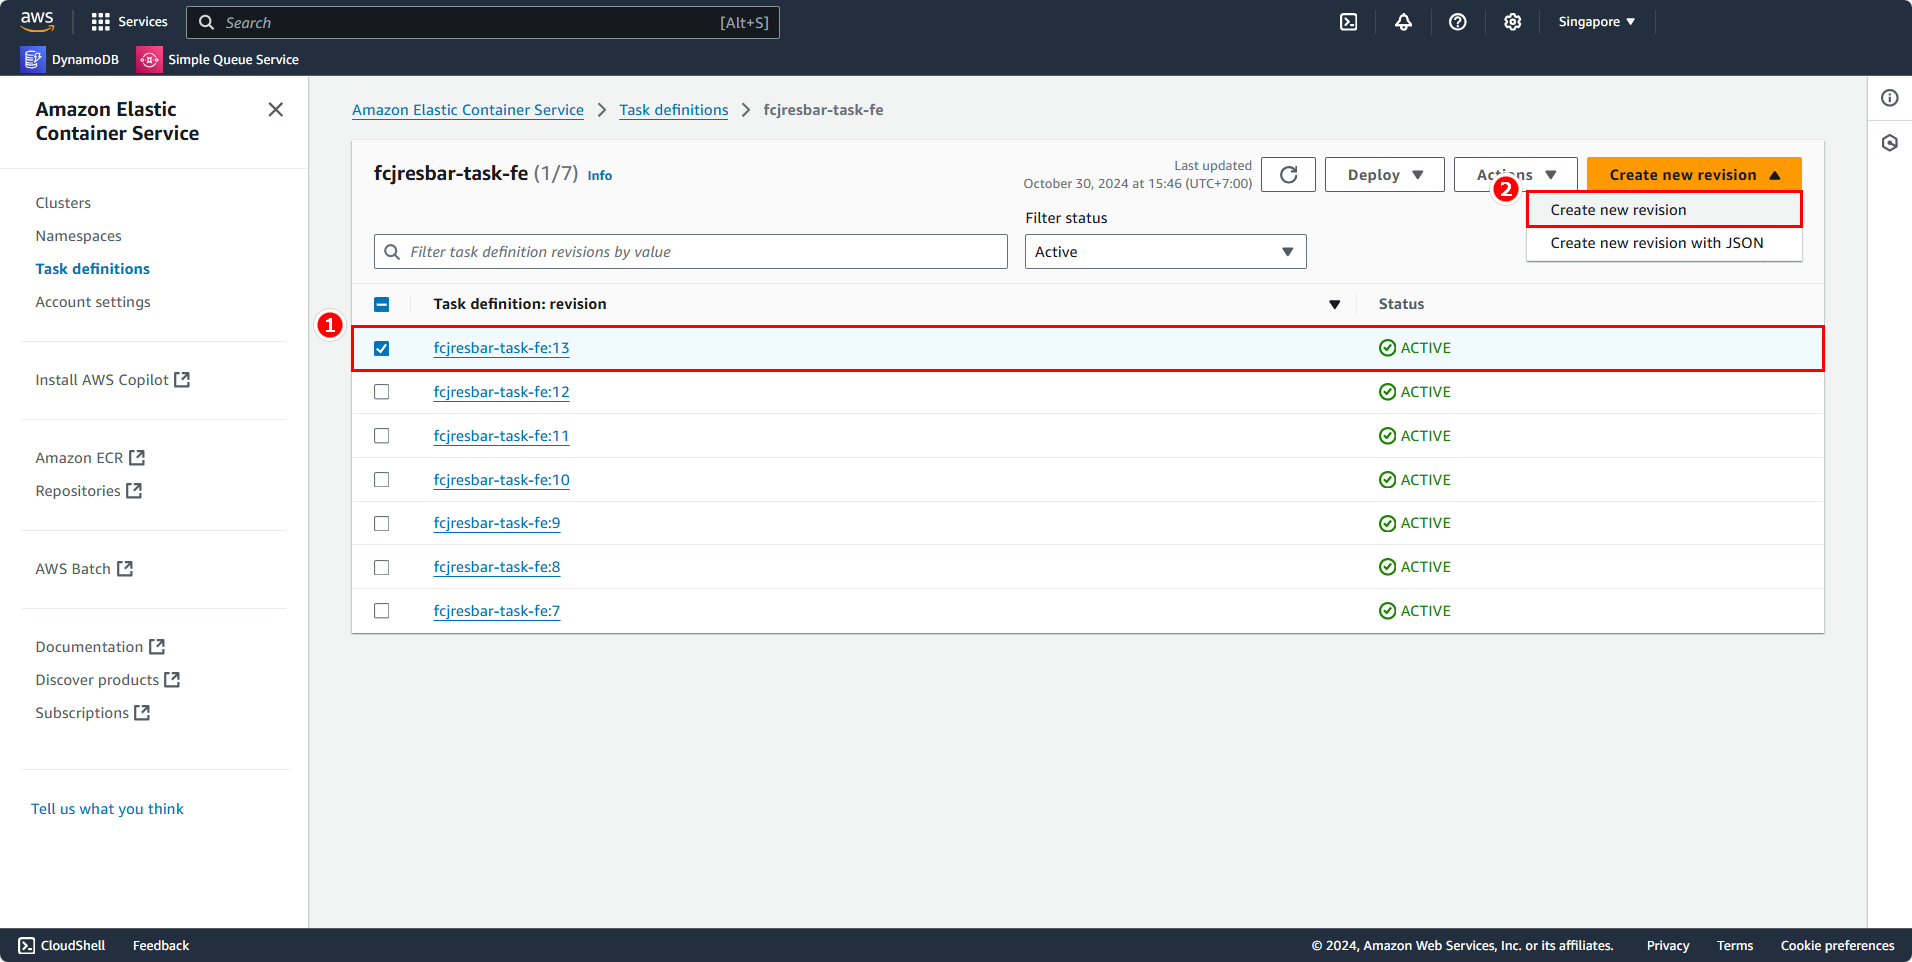 aws
Services
Search
[Alt+S]
Singapore
DynamoDB
Simple Queue Service
Amazon Elastic
Container Service
Clusters
Namespaces
Task definitions
Account settings
Install AWS Copilot
Amazon ECR
Repositories
AWS Batch
Documentation
Discover products
Subscriptions
Tell us what you think
Amazon Elastic Container Service
Task definitions
fcjresbar-task-fe
fcjresbar-task-fe (1/7) Info
Last updated
October 30, 2024 at 15:46 (UTC+7:00)
Deploy
Actions
Create new revision
2
Create new revision
Create new revision with JSON
Filter status
Filter task definition revisions by value
Active
Task definition: revision
Status
1
fcjresbar-task-fe:13
ACTIVE
fcjresbar-task-fe:12
ACTIVE
fcjresbar-task-fe:11
ACTIVE
fcjresbar-task-fe:10
ACTIVE
fcjresbar-task-fe:9
ACTIVE
fcjresbar-task-fe:8
ACTIVE
fcjresbar-task-fe:7
ACTIVE
CloudShell
Feedback
© 2024, Amazon Web Services, Inc. or its affiliates.
Privacy
Terms
Cookie preferences